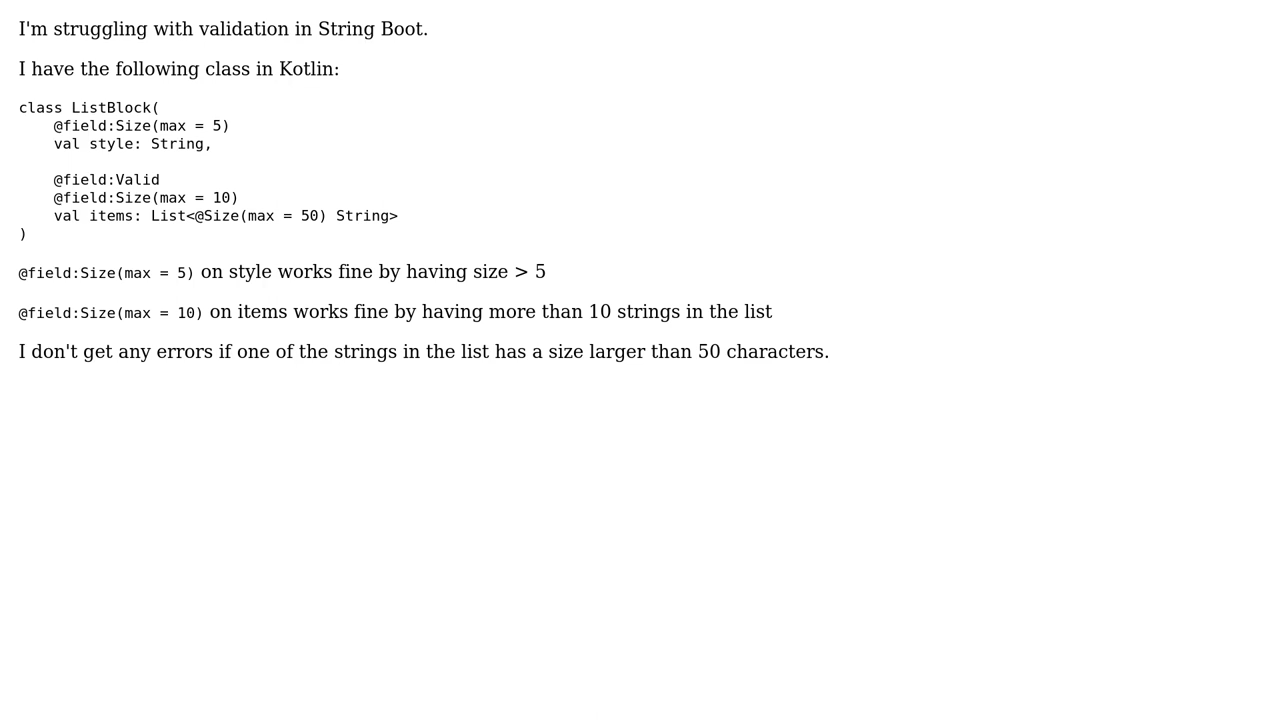 I'm struggling with validation in String Boot.
I have the following class in Kotlin:
class ListBlock(
    @field:Size(max = 5)
    val style: String,

    @field:Valid
    @field:Size(max = 10)
    val items: List<@Size(max = 50) String>
)
@field:Size(max = 5) on style works fine by having size > 5
@field:Size(max = 10) on items works fine by having more than 10 strings in the list
I don't get any errors if one of the strings in the list has a size larger than 50 characters.